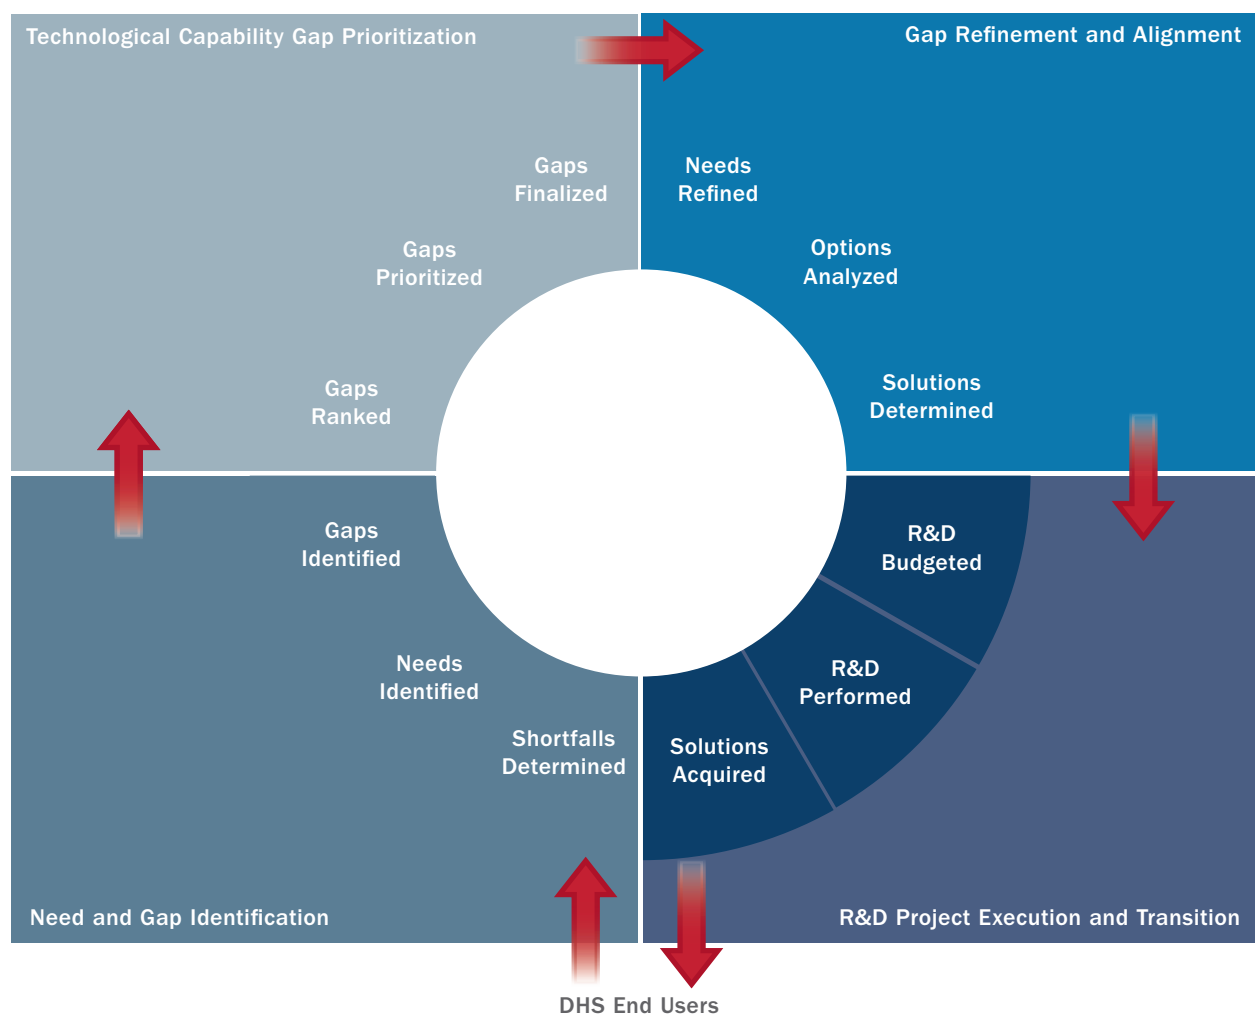 Technological Capability Gap Prioritization
Gap Refinement and Alignment
Gaps
Finalized
Needs
Refined
Gaps
Prioritized
Options
Analyzed
Gaps
Ranked
Solutions
Determined
Gaps
Identified
R&D
Budgeted
Needs
Identified
R&D
Performed
Shortfalls
Determined
Solutions
Acquired
Need and Gap Identification
R&D Project Execution and Transition
DHS End Users